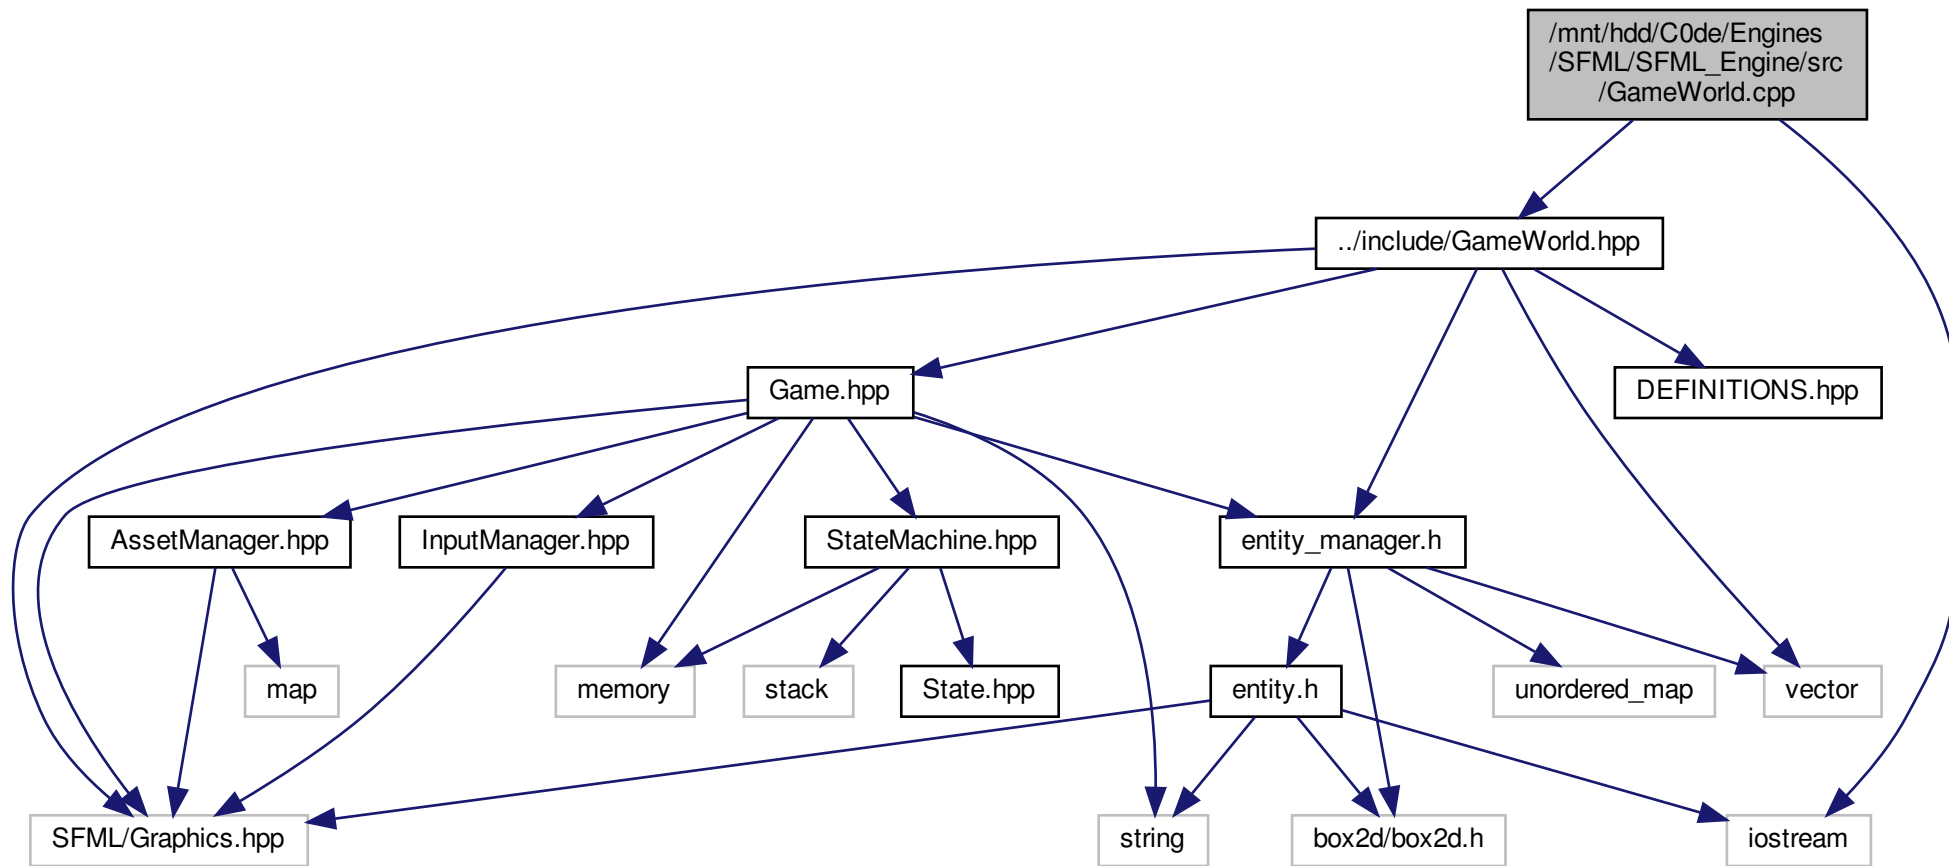 /mnt/hdd/C0de/Engines
/SFML/SFML_Engine/src
/GameWorld.cpp
../include/GameWorld.hpp
Game.hpp
DEFINITIONS.hpp
AssetManager.hpp
InputManager.hpp
StateMachine.hpp
entity_manager.h
map
memory
stack
State.hpp
entity.h
unordered_map
vector
SFML/Graphics.hpp
string
box2d/box2d.h
iostream